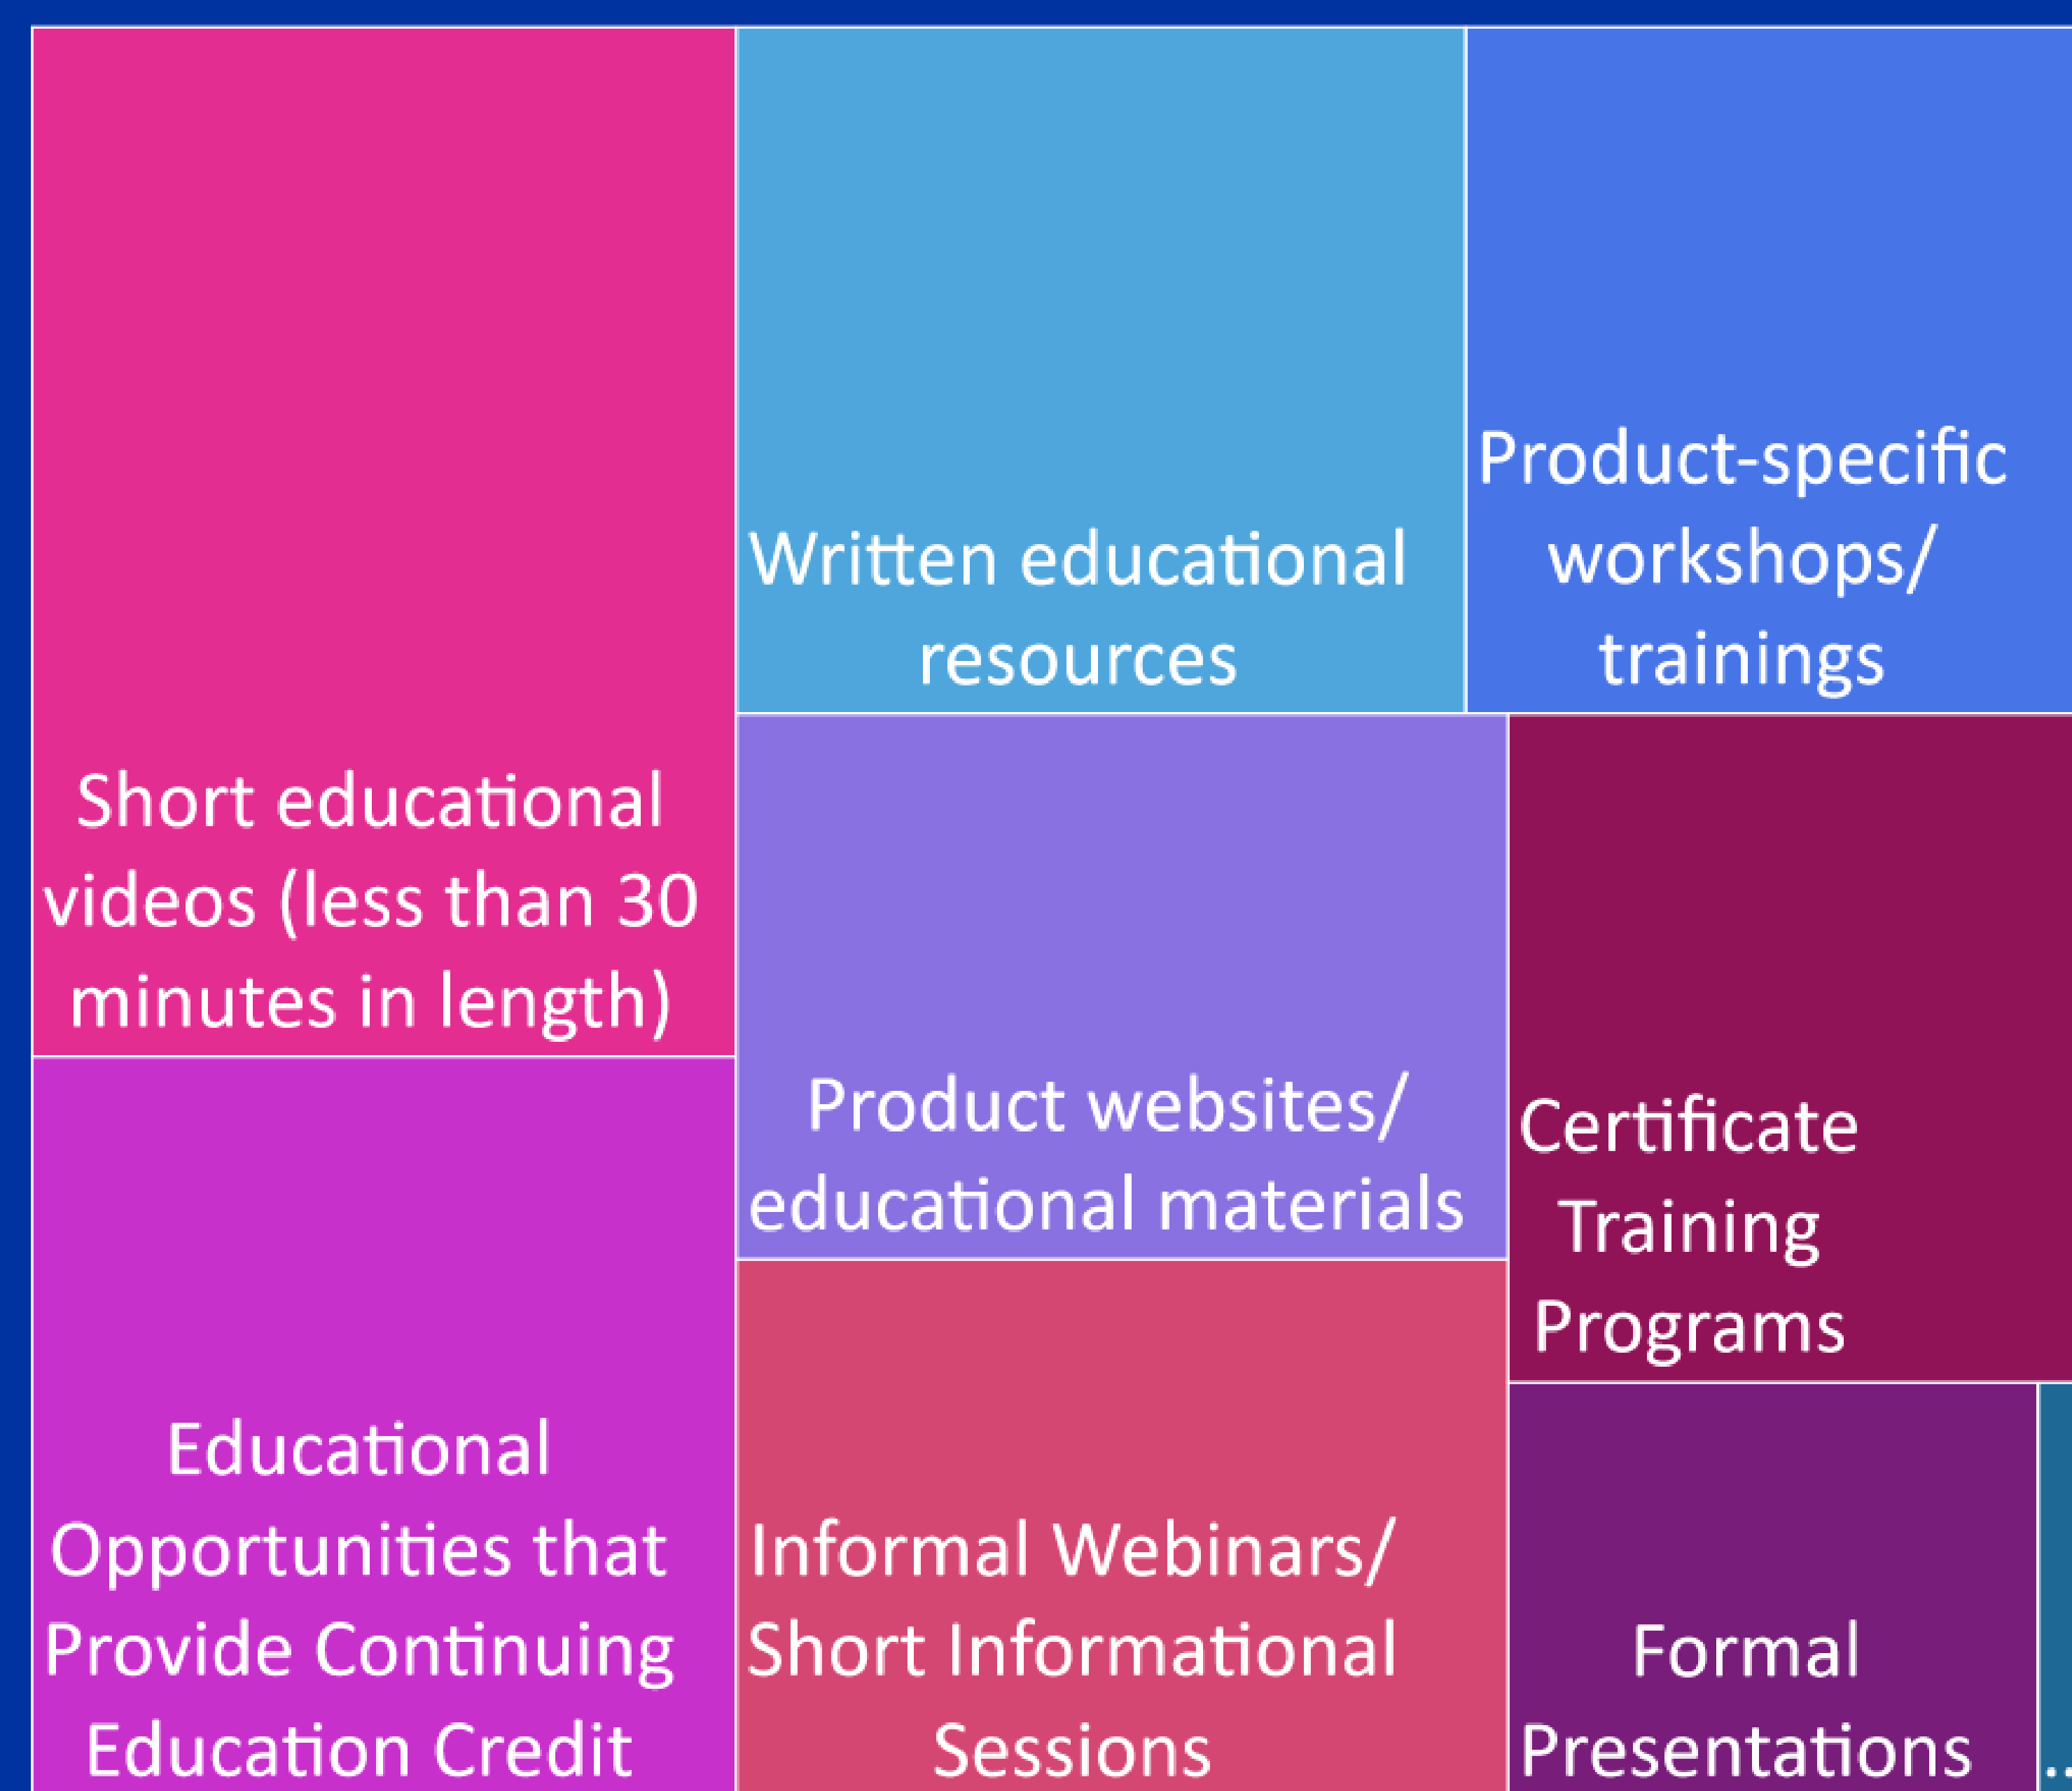 Short educational
videos (less than 30
minutes in length)
Educational
Opportunities that
Provide Continuing
Education Credit
Written educational
resources
Product-specific
workshops/
trainings
Product websites/
educational materials
Informal Webinars/
Short Informational
Sessions
Certificate
Training
Programs
Formal
Presentations
..